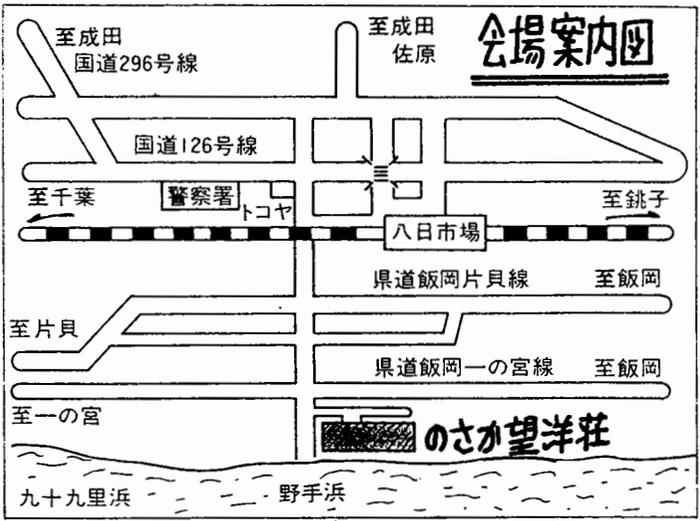 会場案内図
至成田
国道296号線
至成田
佐原
国道126号線
至千葉
警察署
トコヤ
至銚子
八日市場
県道飯岡片貝線
至飯岡
至片貝
県道飯岡一の宮線
至飯岡
至一の宮
のさか望洋荘
九十九里浜
野手浜